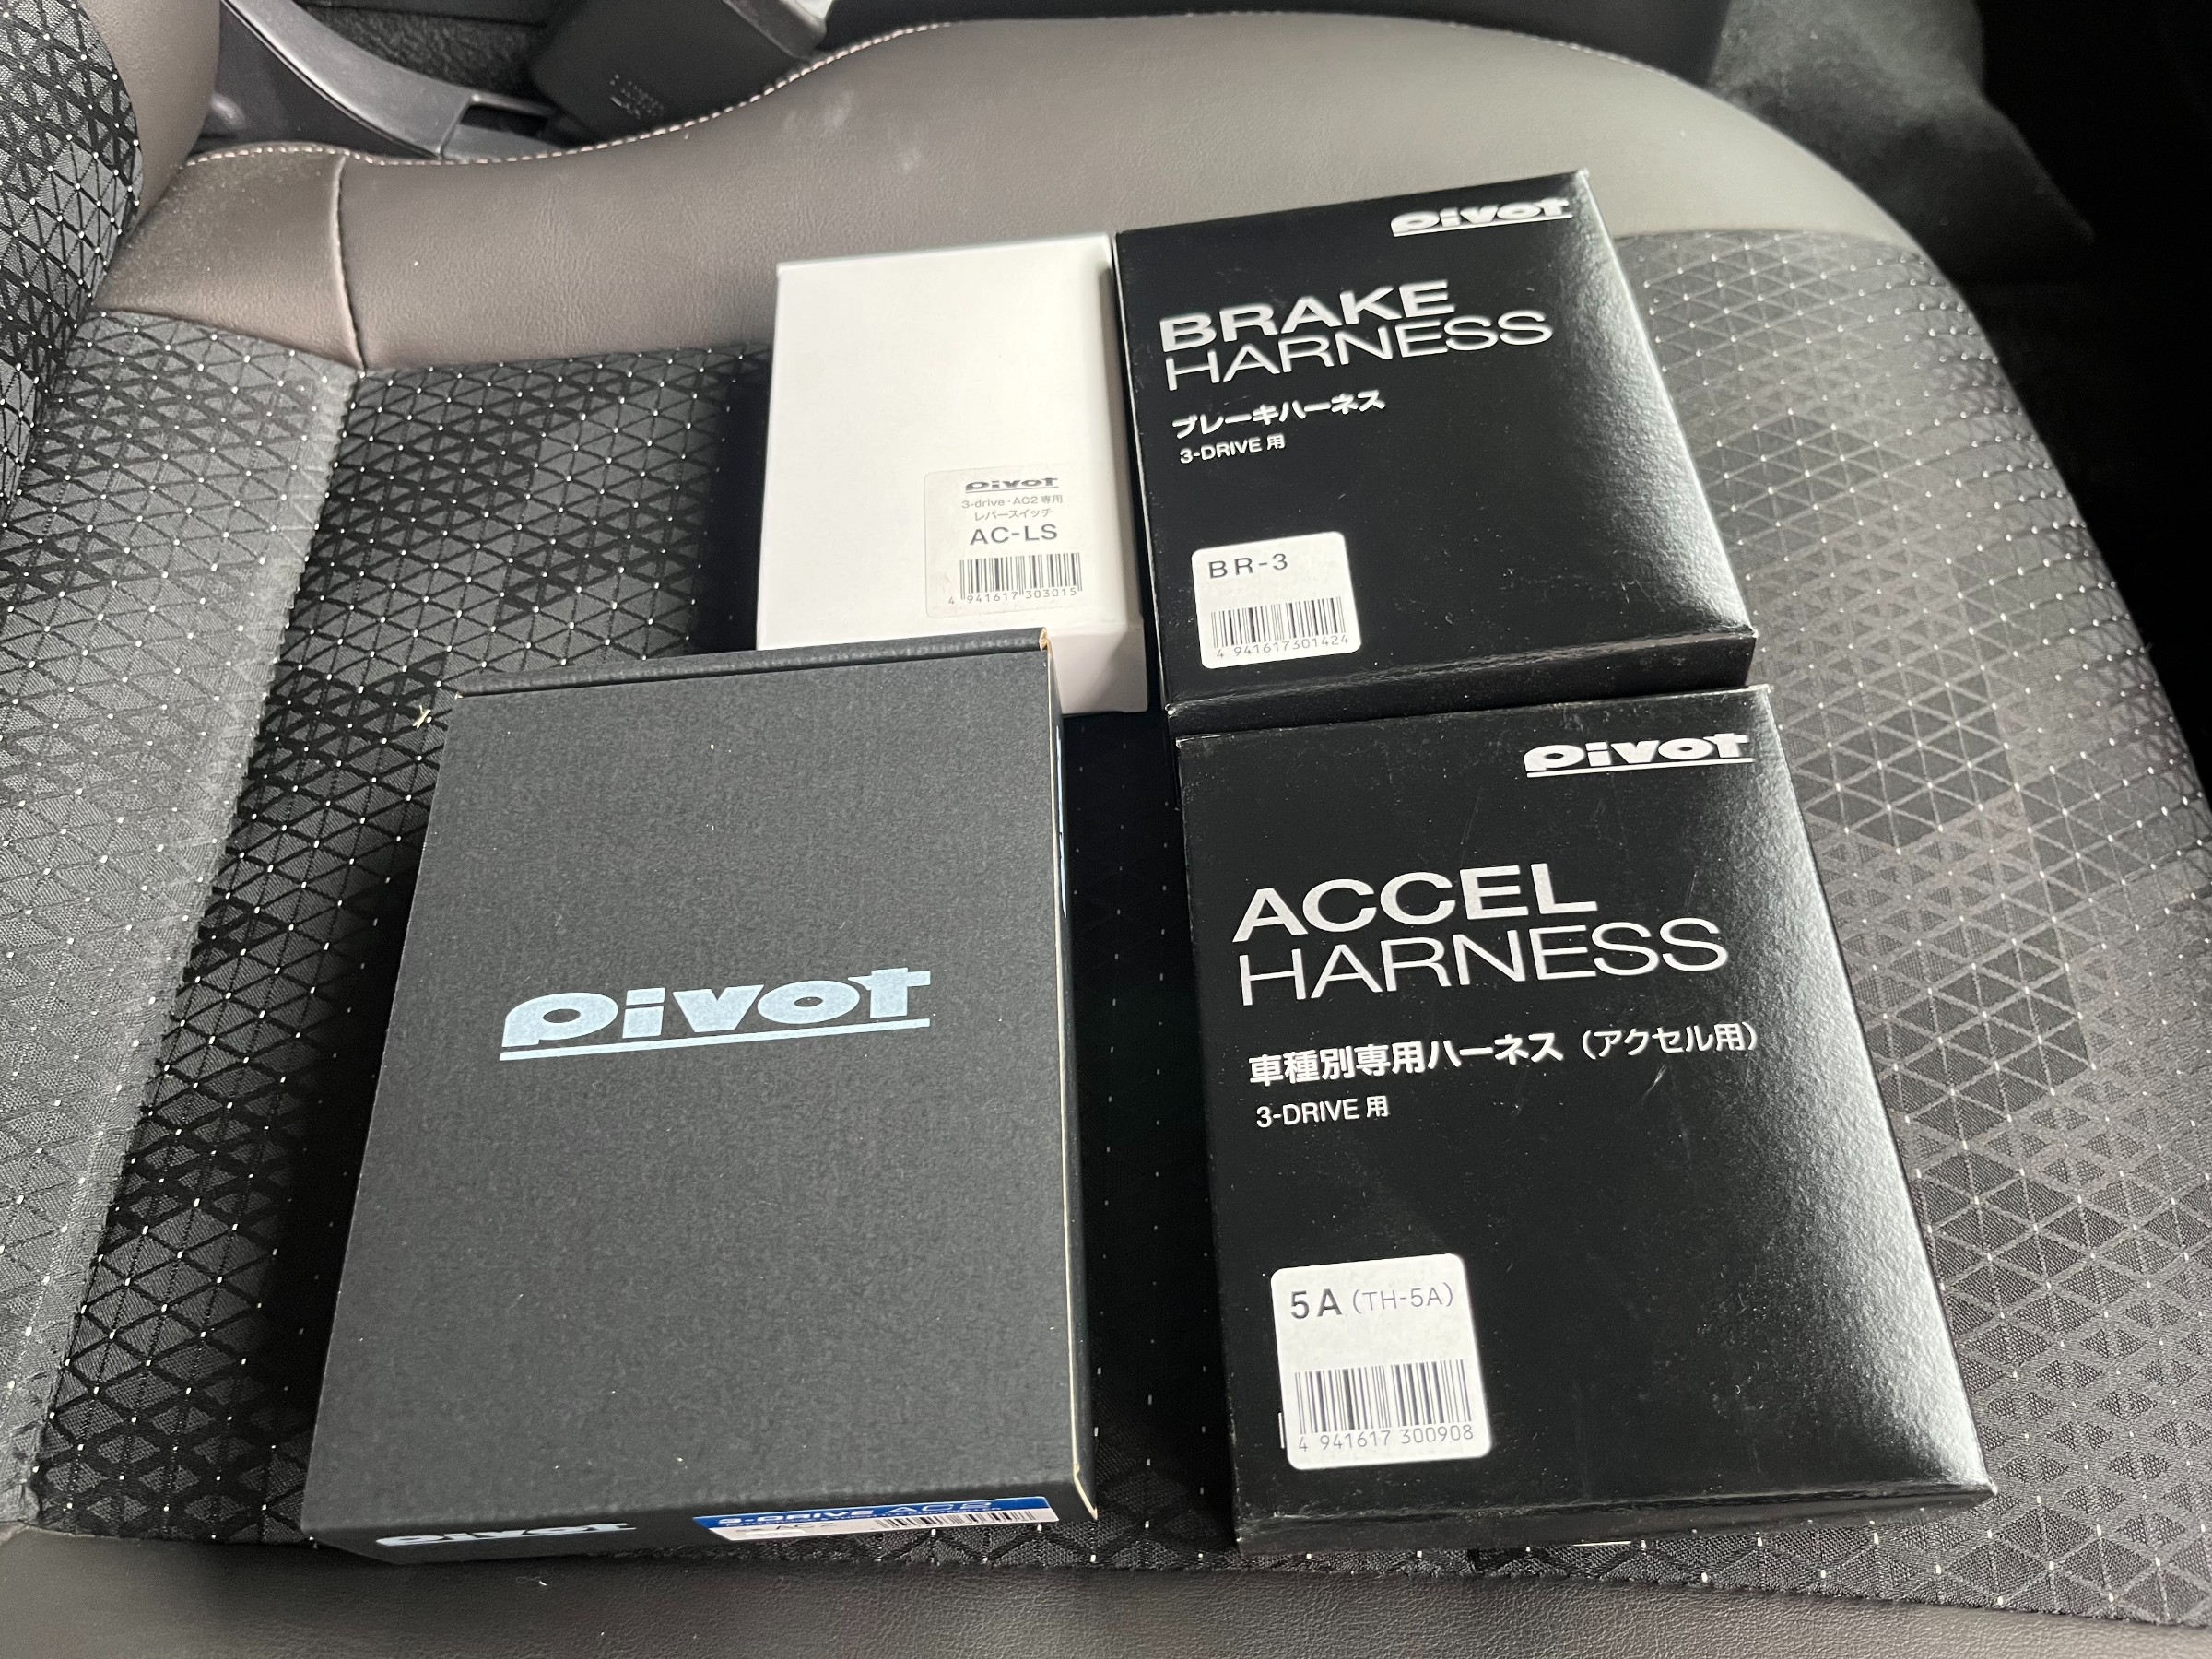 pivot
3-drive・AC2 専用
レバースイッチ
AC-LS
4 941617 303015
pivot
BRAKE
HARNESS
ブレーキハーネス
3-DRIVE 用
BR-3
4 941617 301424
pivot
3-DRIVE AC2
pivot
pivot
ACCEL
HARNESS
車種別専用ハーネス（アクセル用）
3-DRIVE 用
5A (TH-5A)
4 941617 300908